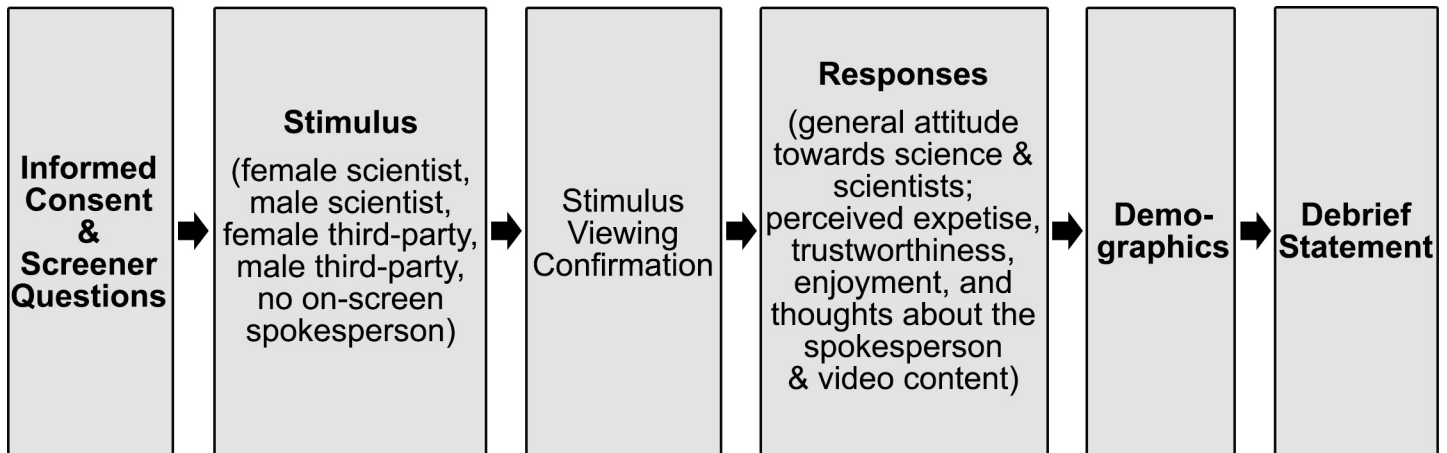 Informed
Consent
&
Screener
Questions
Stimulus
(female scientist,
male scientist,
female third-party,
male third-party,
no on-screen
spokesperson)
Stimulus
Viewing
Confirmation
Responses
(general attitude
towards science &
scientists;
perceived expetise,
trustworthiness,
enjoyment, and
thoughts about the
spokesperson
& video content)
Demo-
graphics
Debrief
Statement